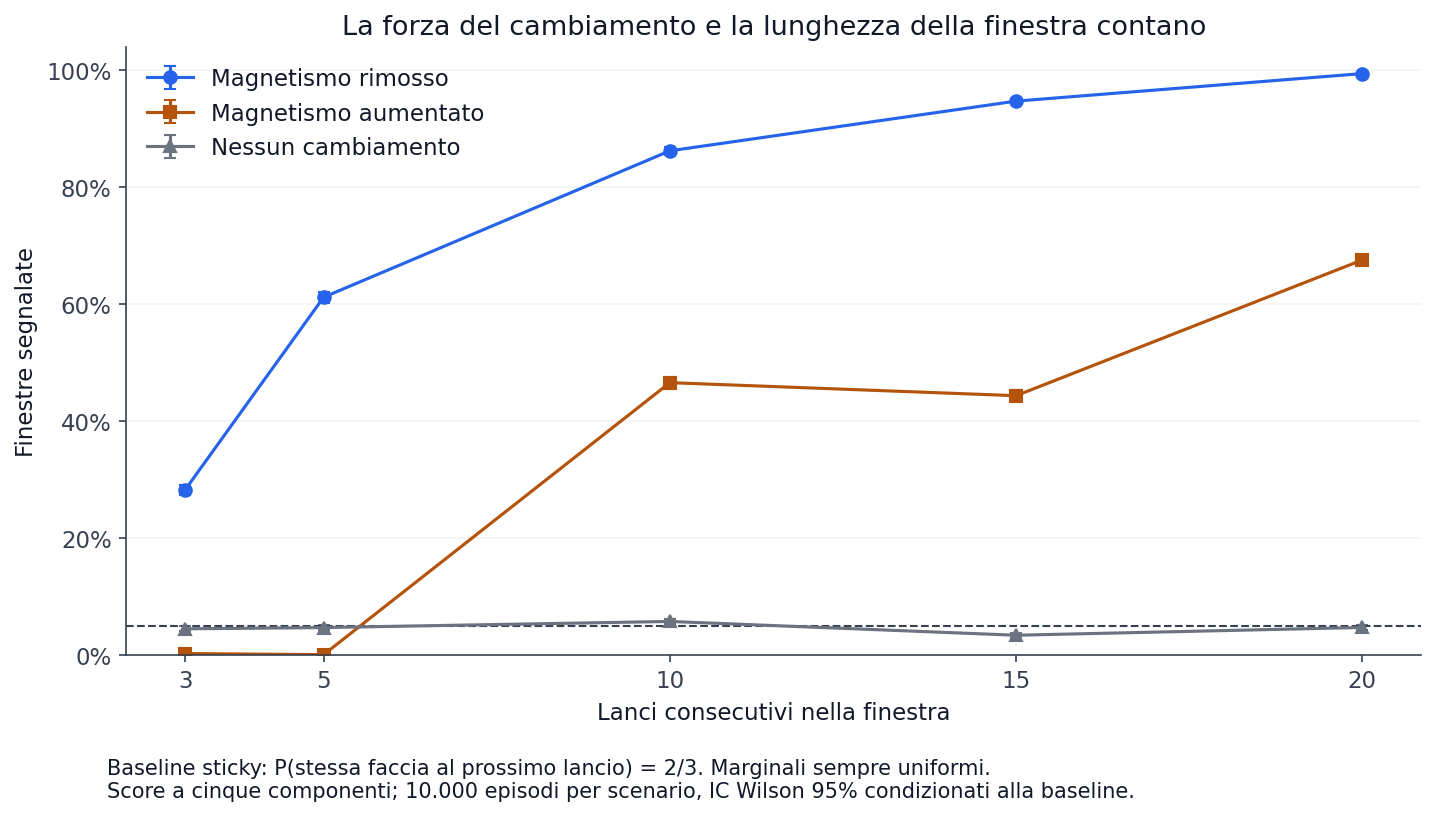 La forza del cambiamento e la lunghezza della finestra contano
100%
80%
60%
40%
20%
0%
Finestre segnalate
Magnetismo rimosso
Magnetismo aumentato
Nessun cambiamento
3
5
10
15
20
Lanci consecutivi nella finestra
Baseline sticky: P(stessa faccia al prossimo lancio) = 2/3. Marginali sempre uniformi.
Score a cinque componenti; 10.000 episodi per scenario, IC Wilson 95% condizionati alla baseline.